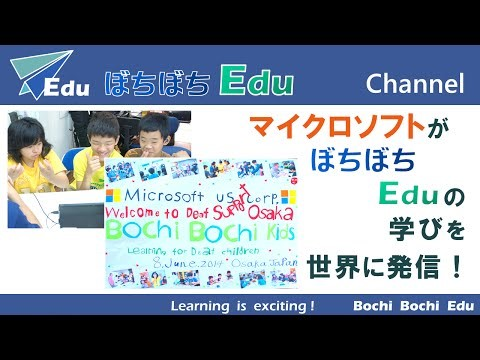 Edu ぼちぼち Edu Channel
マイクロソフトが
ぼちぼち
Eduの
学びを
世界に発信！
Microsoft US Corp.
Welcome to Deaf Support Osaka
BOCHI BOCHI Kids
Learning for Deaf children
8, June, 2014 Osaka Japan
Learning is exciting! Bochi Bochi Edu